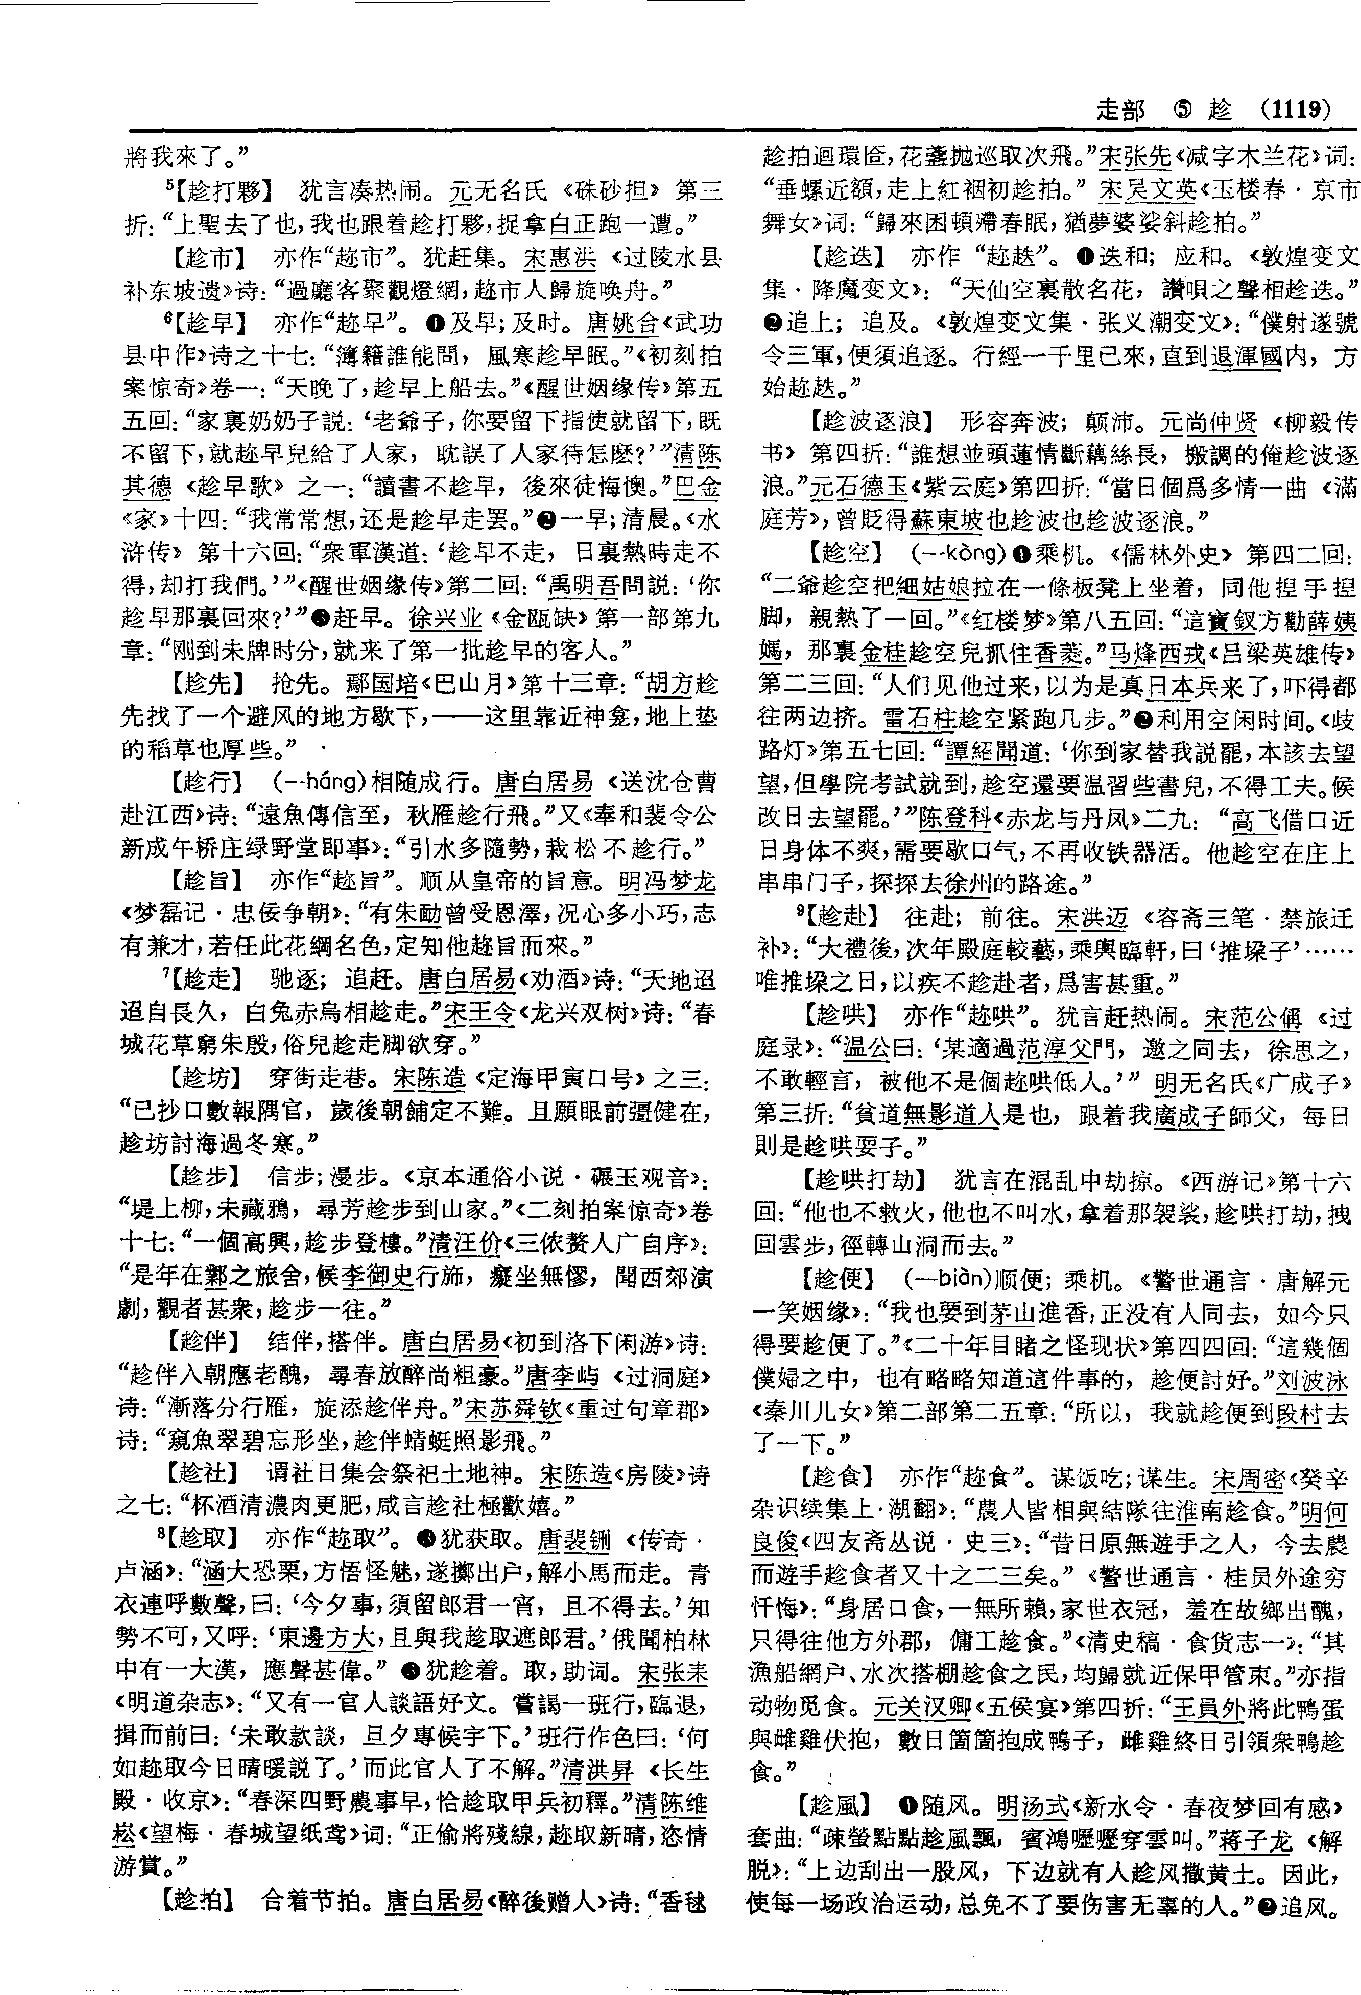 走部 ⑤ 趁 （1119）
將我來了。”
⁵【趁打夥】 犹言凑热闹。元无名氏《硃砂担》第三
折：“上聖去了也，我也跟着趁打夥，捉拿白正跑一遭。”
【趁市】 亦作“趂市”。犹赶集。宋惠洪《过陵水县
补东坡遗》诗：“過廳客聚觀燈網，趂市人歸旋唤舟。”
⁶【趁早】 亦作“趂早”。❶及早；及时。唐姚合《武功
县中作》诗之十七：“簿籍誰能問，風寒趁早眠。”《初刻拍
案惊奇》卷一：“天晚了，趁早上船去。”《醒世姻缘传》第五
五回：“家裏奶奶子説：‘老爺子，你要留下指使就留下，既
不留下，就趂早兒給了人家，耽誤了人家待怎麽？’”清陈
其德《趁早歌》之一：“讀書不趁早，後來徒悔懊。”巴金
《家》十四：“我常常想，还是趁早走罢。”❷一早；清晨。《水
浒传》第十六回：“衆軍漢道：‘趁早不走，日裏熱時走不
得，却打我們。’”《醒世姻缘传》第二回：“禹明吾問説：‘你
趁早那裏回來？’”❸赶早。徐兴业《金瓯缺》第一部第九
章：“刚到未牌时分，就来了第一批趁早的客人。”
【趁先】 抢先。鄢国培《巴山月》第十三章：“胡方趁
先找了一个避风的地方歇下，——这里靠近神龛，地上垫
的稻草也厚些。”
【趁行】 （-háng）相随成行。唐白居易《送沈仓曹
赴江西》诗：“遠魚傳信至，秋雁趁行飛。”又《奉和裴令公
新成午桥庄绿野堂即事》：“引水多隨勢，栽松不趁行。”
【趁旨】 亦作“趂旨”。顺从皇帝的旨意。明冯梦龙
《梦磊记·忠佞争朝》：“有朱勔曾受恩澤，况心多小巧，志
有兼才，若任此花綱名色，定知他趂旨而來。”
⁷【趁走】 驰逐；追赶。唐白居易《劝酒》诗：“天地迢
迢自長久，白兔赤烏相趁走。”宋王令《龙兴双树》诗：“春
城花草窮朱殷，俗兒趁走脚欲穿。”
【趁坊】 穿街走巷。宋陈造《定海甲寅口号》之三：
“已抄口數報隅官，歲後朝餔定不難。且願眼前彊健在，
趁坊討海過冬寒。”
【趁步】 信步；漫步。《京本通俗小说·碾玉观音》：
“堤上柳，未藏鴉，尋芳趁步到山家。”《二刻拍案惊奇》卷
十七：“一個高興，趁步登樓。”清汪价《三侬赘人广自序》：
“是年在鄴之旅舍，候李御史行旆，癡坐無憀，聞西郊演
劇，觀者甚衆，趁步一往。”
【趁伴】 结伴，搭伴。唐白居易《初到洛下闲游》诗：
“趁伴入朝應老醜，尋春放醉尚粗豪。”唐李屿《过洞庭》
诗：“漸落分行雁，旋添趁伴舟。”宋苏舜钦《重过句章郡》
诗：“窺魚翠碧忘形坐，趁伴蜻蜓照影飛。”
【趁社】 谓社日集会祭祀土地神。宋陈造《房陵》诗
之七：“杯酒清濃肉更肥，咸言趁社極歡嬉。”
⁸【趁取】 亦作“趂取”。❸犹获取。唐裴铏《传奇·
卢涵》：“涵大恐栗，方悟怪魅，遂擲出户，解小馬而走。青
衣連呼數聲，曰：‘今夕事，須留郎君一宵，且不得去。’知
勢不可，又呼：‘東邊方大，且與我趁取遮郎君。’俄聞柏林
中有一大漢，應聲甚偉。”❸犹趁着。取，助词。宋张耒
《明道杂志》：“又有一官人談語好文。嘗謁一班行，臨退，
揖而前曰：‘未敢款談，旦夕專候宇下。’班行作色曰：‘何
如趂取今日晴暖説了。’而此官人了不解。”清洪昇《长生
殿·收京》：“春深四野農事早，恰趁取甲兵初釋。”清陈维
崧《望梅·春城望纸鸢》词：“正偷將殘線，趂取新晴，恣情
游賞。”
【趁拍】 合着节拍。唐白居易《醉後赠人》诗：“香毬
趁拍迴環匼，花盞抛巡取次飛。”宋张先《减字木兰花》词：
“垂螺近額，走上紅裀初趁拍。”宋吴文英《玉楼春·京市
舞女》词：“歸來困頓殢春眠，猶夢婆娑斜趁拍。”
【趁迭】 亦作“趂趃”。❶迭和；应和。《敦煌变文
集·降魔变文》：“天仙空裏散名花，讚唄之聲相趁迭。”
❷追上；追及。《敦煌变文集·张义潮变文》：“僕射遂號
令三軍，便須追逐。行經一千里已來，直到退渾國内，方
始趂趃。”
【趁波逐浪】 形容奔波；颠沛。元尚仲贤《柳毅传
书》第四折：“誰想並頭蓮情斷藕絲長，搬調的俺趁波逐
浪。”元石德玉《紫云庭》第四折：“當日個爲多情一曲《滿
庭芳》，曾貶得蘇東坡也趁波也趁波逐浪。”
【趁空】 （-kòng）❶乘机。《儒林外史》第四二回：
“二爺趁空把細姑娘拉在一條板凳上坐着，同他揑手揑
脚，親熱了一回。”《红楼梦》第八五回：“這寶釵方勸薛姨
媽，那裏金桂趁空兒抓住香菱。”马烽西戎《吕梁英雄传》
第二三回：“人们见他过来，以为是真日本兵来了，吓得都
往两边挤。雷石柱趁空紧跑几步。”❷利用空闲时间。《歧
路灯》第五七回：“譚紹聞道：‘你到家替我説罷，本該去望
望，但學院考試就到，趁空還要温習些書兒，不得工夫。候
改日去望罷。’”陈登科《赤龙与丹凤》二九：“高飞借口近
日身体不爽，需要歇口气，不再收铁器活。他趁空在庄上
串串门子，探探去徐州的路途。”
⁹【趁赴】 往赴；前往。宋洪迈《容斋三笔·禁旅迁
补》：“大禮後，次年殿庭較藝，乘輿臨軒，曰‘推垛子’……
唯推垛之日，以疾不趁赴者，爲害甚重。”
【趁哄】 亦作“趂哄”。犹言赶热闹。宋范公偁《过
庭录》：“温公曰：‘某適過范淳父門，邀之同去，徐思之，
不敢輕言，被他不是個趂哄低人。’”明无名氏《广成子》
第三折：“貧道無影道人是也，跟着我廣成子師父，每日
則是趁哄耍子。”
【趁哄打劫】 犹言在混乱中劫掠。《西游记》第十六
回：“他也不救火，他也不叫水，拿着那袈裟，趁哄打劫，拽
回雲步，徑轉山洞而去。”
【趁便】 （—biàn）顺便；乘机。《警世通言·唐解元
一笑姻缘》：“我也要到茅山進香，正没有人同去，如今只
得要趁便了。”《二十年目睹之怪现状》第四四回：“這幾個
僕婦之中，也有略略知道這件事的，趁便討好。”刘波泳
《秦川儿女》第二部第二五章：“所以，我就趁便到段村去
了一下。”
【趁食】 亦作“趂食”。谋饭吃；谋生。宋周密《癸辛
杂识续集上·湖翻》：“農人皆相與結隊往淮南趁食。”明何
良俊《四友斋丛说·史三》：“昔日原無遊手之人，今去農
而遊手趁食者又十之二三矣。”《警世通言·桂员外途穷
忏悔》：“身居口食，一無所賴，家世衣冠，羞在故鄉出醜，
只得往他方外郡，傭工趁食。”《清史稿·食货志一》：“其
漁船網户、水次搭棚趁食之民，均歸就近保甲管束。”亦指
动物觅食。元关汉卿《五侯宴》第四折：“王員外將此鴨蛋
與雌雞伏抱，數日箇箇抱成鴨子，雌雞終日引領衆鴨趁
食。”
【趁風】 ❶随风。明汤式《新水令·春夜梦回有感》
套曲：“疎螢點點趁風飄，賓鴻嚦嚦穿雲叫。”蒋子龙《解
脱》：“上边刮出一股风，下边就有人趁风撒黄土。因此，
使每一场政治运动，总免不了要伤害无辜的人。”❷追风。